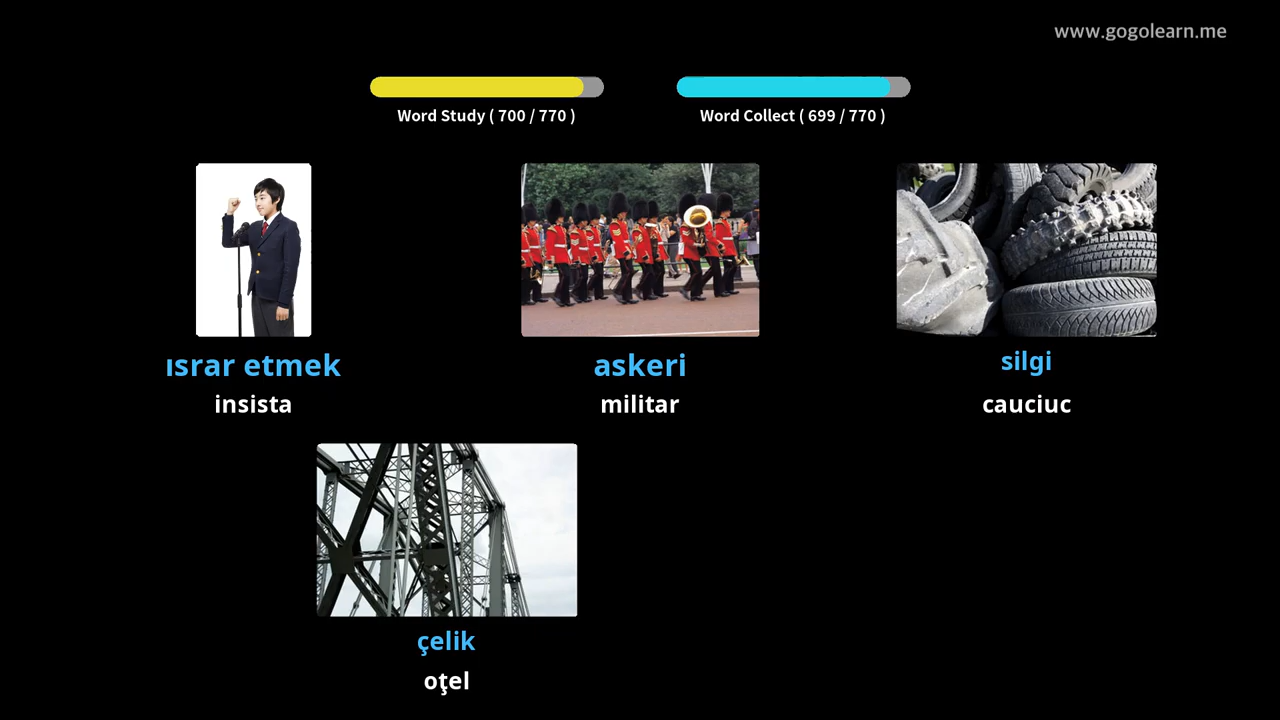 www.gogolearn.me
Word Study ( 700 / 770 )
Word Collect ( 699 / 770 )
ısrar etmek
insista
askeri
militar
silgi
cauciuc
çelik
oţel